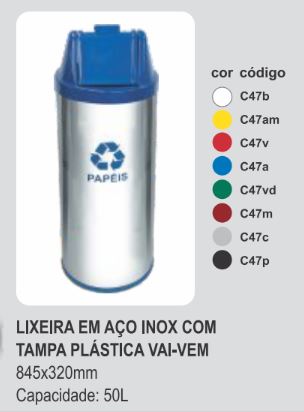 PAPÉIS
cor código
C47b
C47am
C47v
C47a
C47vd
C47m
C47c
C47p
LIXEIRA EM AÇO INOX COM
TAMPA PLÁSTICA VAI-VEM
845x320mm
Capacidade: 50L